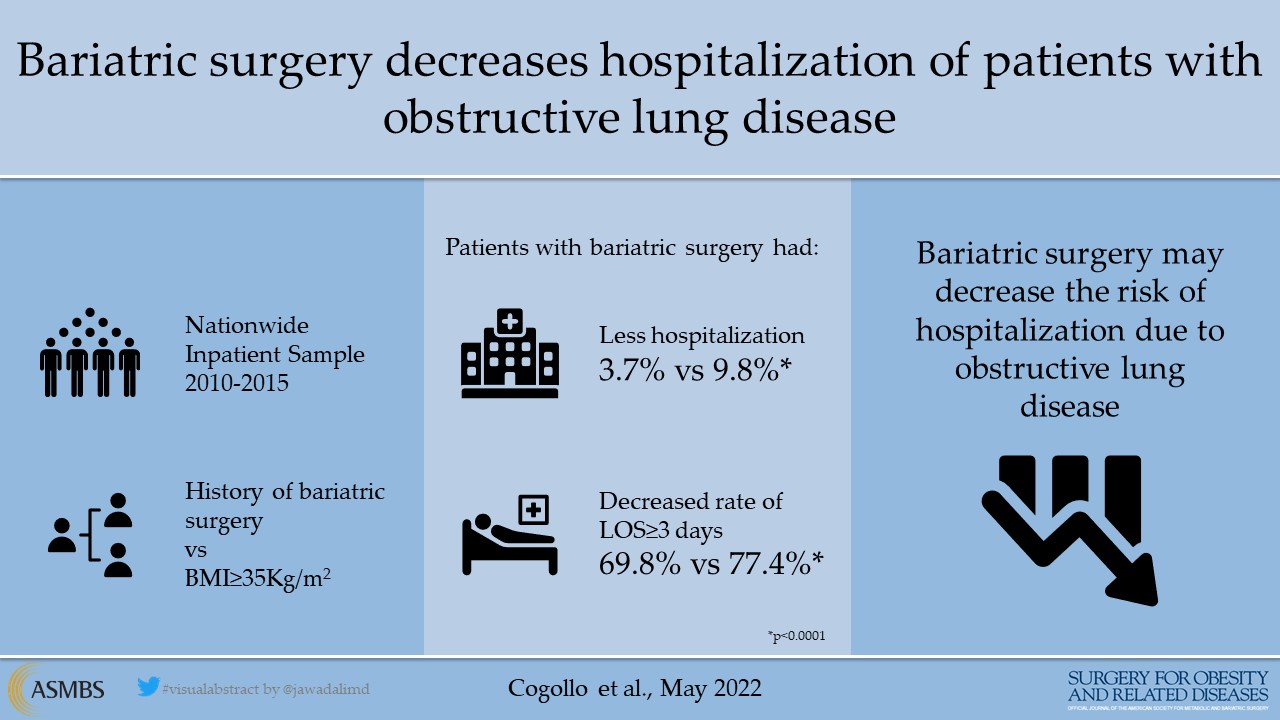 Bariatric surgery decreases hospitalization of patients with
obstructive lung disease
Nationwide
Inpatient Sample
2010-2015
History of bariatric
surgery
vs
BMI≥35Kg/m²
Patients with bariatric surgery had:
Less hospitalization
3.7% vs 9.8%*
Decreased rate of
LOS≥3 days
69.8% vs 77.4%*
*p<0.0001
Bariatric surgery may
decrease the risk of
hospitalization due to
obstructive lung
disease
ASMBS
#visualabstract by @jawadalimd
Cogollo et al., May 2022
SURGERY FOR OBESITY
AND RELATED DISEASES
OFFICIAL JOURNAL OF THE AMERICAN SOCIETY FOR METABOLIC AND BARIATRIC SURGERY